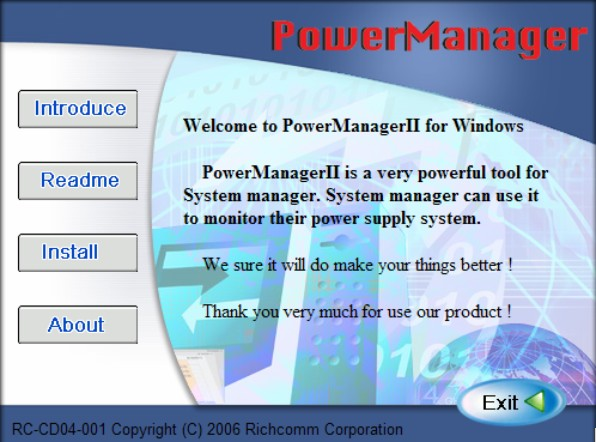 PowerManager
Introduce
Readme
Install
About
Welcome to PowerManagerII for Windows
PowerManagerII is a very powerful tool for
System manager. System manager can use it
to monitor their power supply system.
We sure it will do make your things better !
Thank you very much for use our product !
Exit
RC-CD04-001 Copyright (C) 2006 Richcomm Corporation